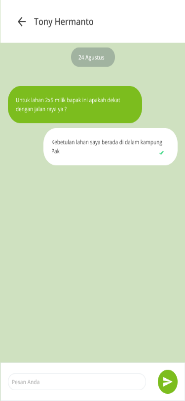 Tony Hermanto
24 Agustus
Untuk lahan 2x5 milik bapak ini apakah dekat
dengan jalan raya ya?
Kebetulan lahan saya berada di dalam kampung
Pak
Pesan Anda